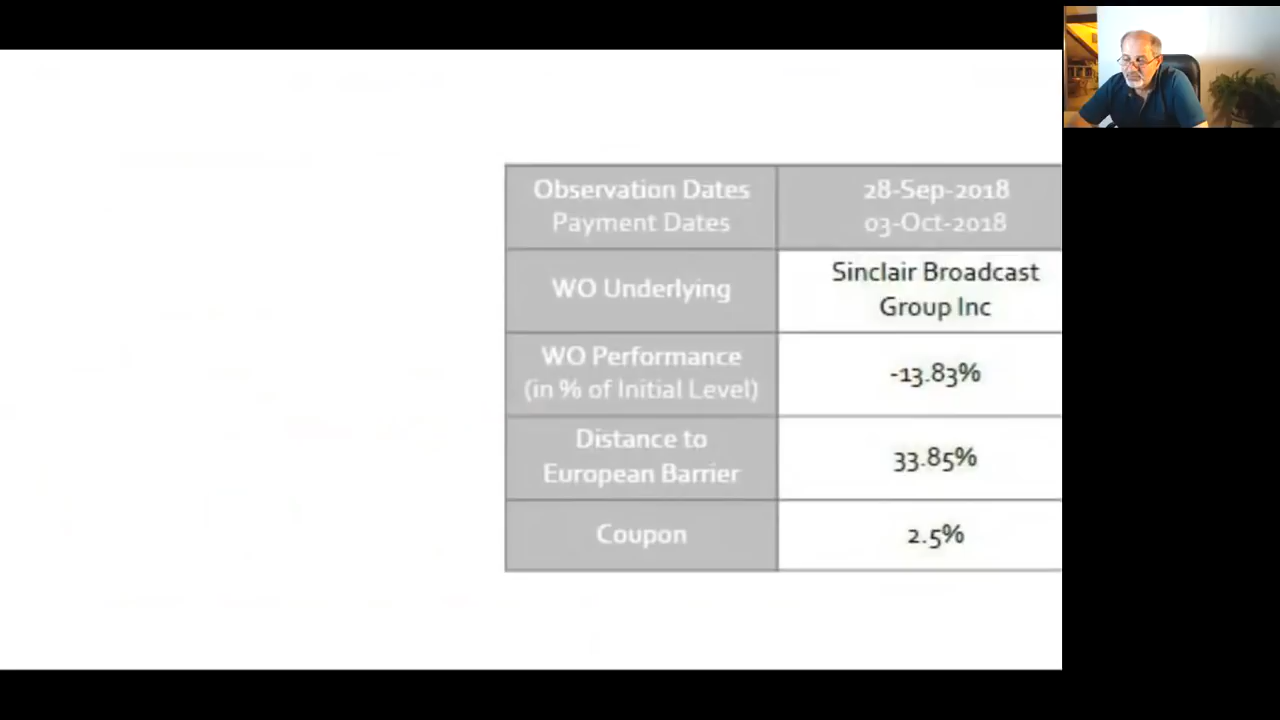 Observation Dates
Payment Dates
28-Sep-2018
03-Oct-2018
WO Underlying
Sinclair Broadcast
Group Inc
WO Performance
(in % of Initial Level)
-13.83%
Distance to
European Barrier
33.85%
Coupon
2.5%